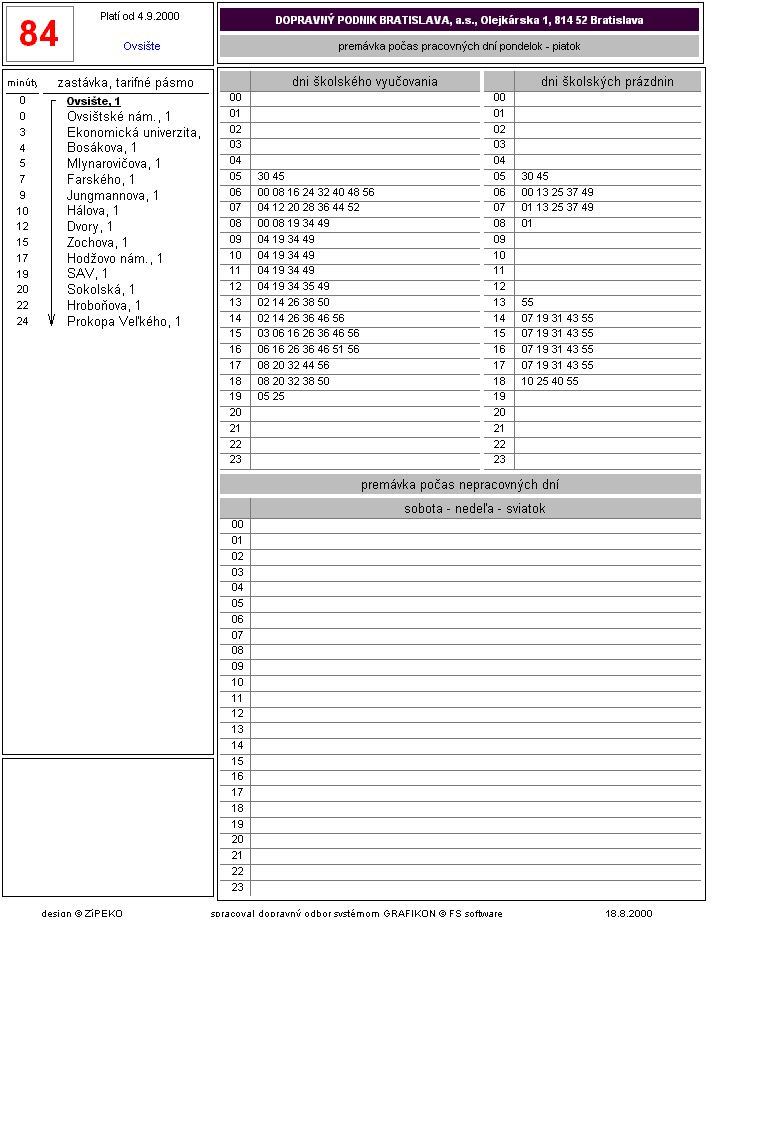 84
Platí od 4.9.2000
Ovsište
DOPRAVNÝ PODNIK BRATISLAVA, a.s., Olejkárska 1, 814 52 Bratislava
premávka počas pracovných dní pondelok - piatok
minúty zastávka, tarifné pásmo
0 Ovsište, 1
0 Ovsištské nám., 1
3 Ekonomická univerzita,
4 Bosákova, 1
5 Mlynarovičova, 1
7 Farského, 1
9 Jungmannova, 1
10 Hálova, 1
12 Dvory, 1
15 Zochova, 1
17 Hodžovo nám., 1
19 SAV, 1
20 Sokolská, 1
22 Hroboňova, 1
24 Prokopa Veľkého, 1
dni školského vyučovania
00
01
02
03
04
05 30 45
06 00 08 16 24 32 40 48 56
07 04 12 20 28 36 44 52
08 00 08 19 34 49
09 04 19 34 49
10 04 19 34 49
11 04 19 34 49
12 04 19 34 35 49
13 02 14 26 38 50
14 02 14 26 36 46 56
15 03 06 16 26 36 46 56
16 06 16 26 36 46 51 56
17 08 20 32 44 56
18 08 20 32 38 50
19 05 25
20
21
22
23
dni školských prázdnin
00
01
02
03
04
05 30 45
06 00 13 25 37 49
07 01 13 25 37 49
08 01
09
10
11
12
13 55
14 07 19 31 43 55
15 07 19 31 43 55
16 07 19 31 43 55
17 07 19 31 43 55
18 10 25 40 55
19
20
21
22
23
premávka počas nepracovných dní
sobota - nedeľa - sviatok
00
01
02
03
04
05
06
07
08
09
10
11
12
13
14
15
16
17
18
19
20
21
22
23
design © ZiPEKO spracoval dopravný odbor systémom GRAFIKON © FS software 18.8.2000